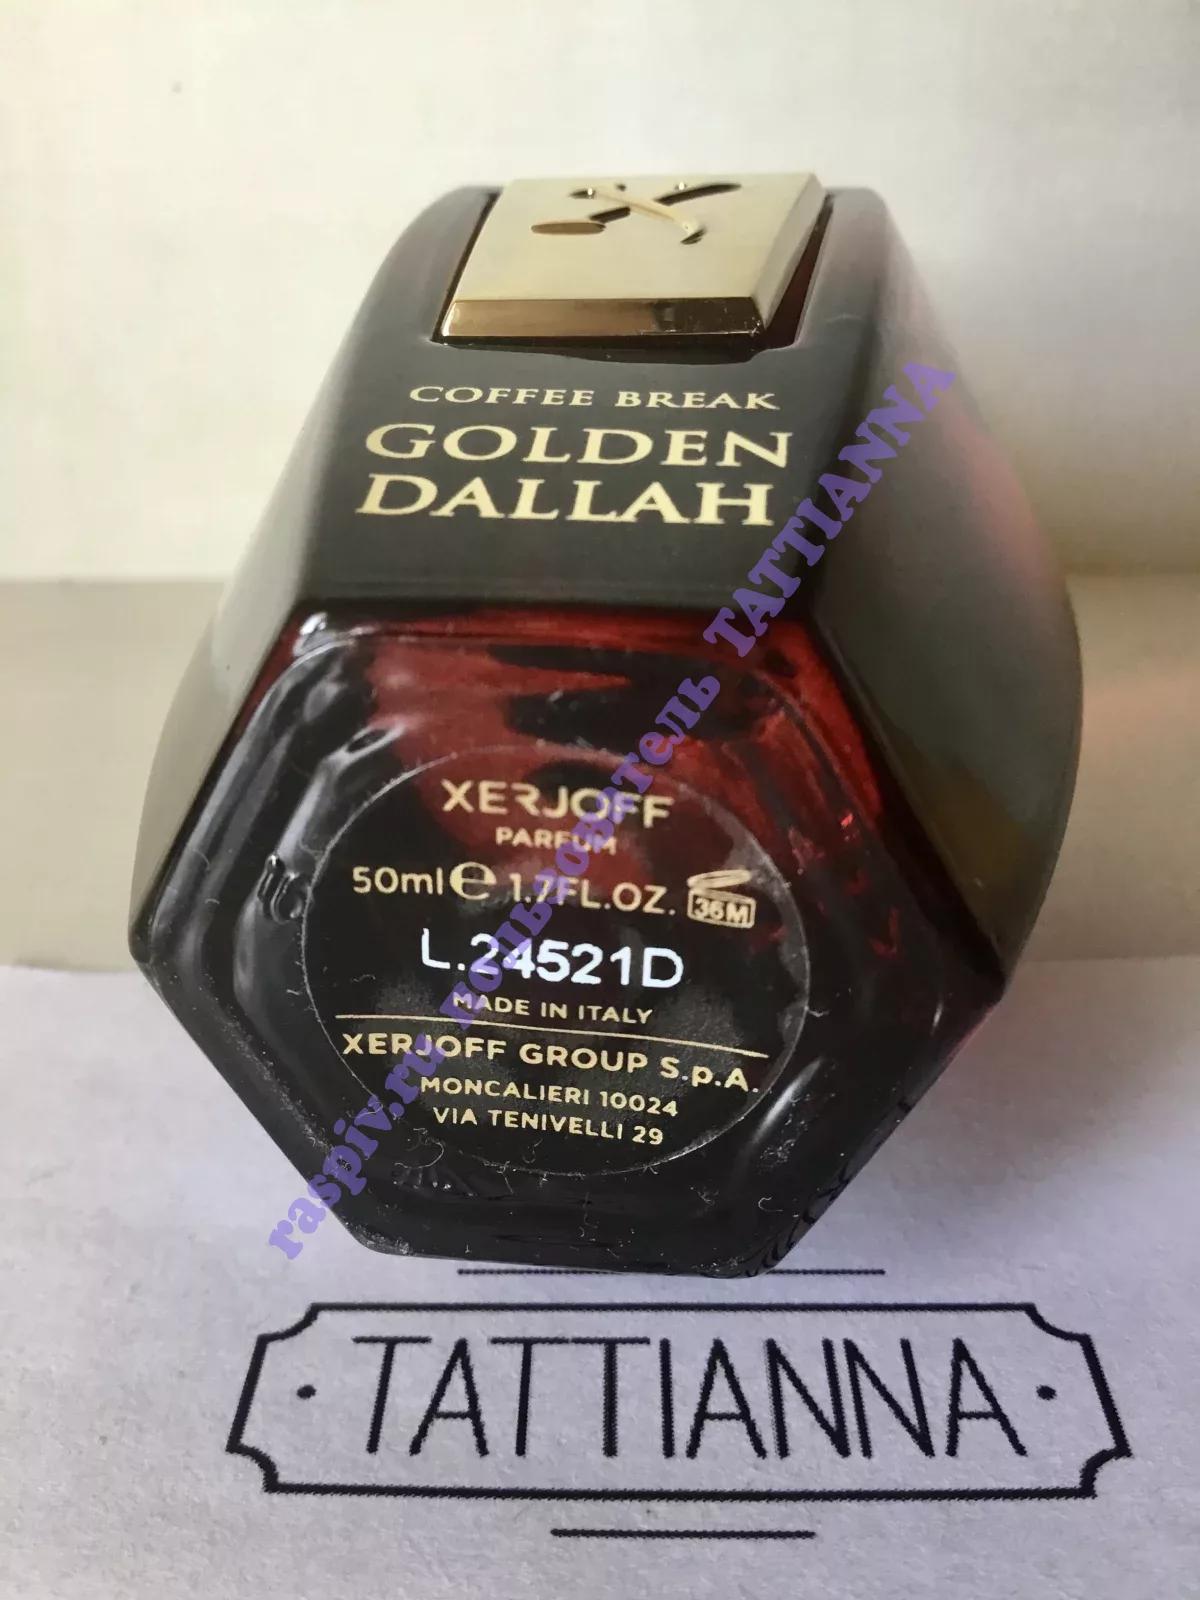 COFFEE BREAK
GOLDEN
DALLAH
XERJOFF
PARFUM
50ml e 1.7FL.OZ. 36M
L.24521D
MADE IN ITALY
XERJOFF GROUP S.p.A.
MONCALIERI 10024
VIA TENIVELLI 29
raspiv.ru пользователь TATTIANNA
TATTIANNA